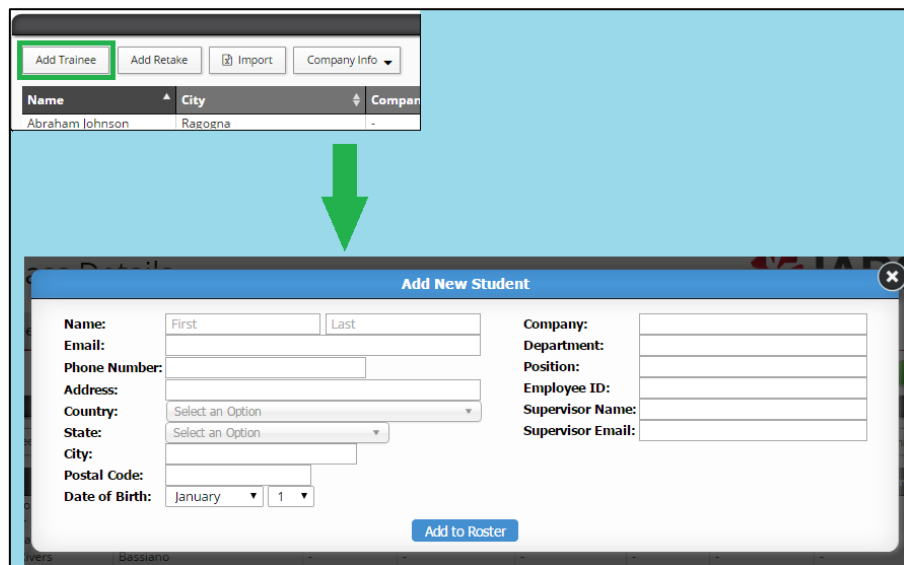 Add Trainee Add Retake Import Company Info
Name City Compan
Abraham Johnson Ragogna -
Add New Student
Name: First Last
Email:
Phone Number:
Address:
Country: Select an Option
State: Select an Option
City:
Postal Code:
Date of Birth: January 1
Company:
Department:
Position:
Employee ID:
Supervisor Name:
Supervisor Email:
Add to Roster
Bassiano - - - - - -